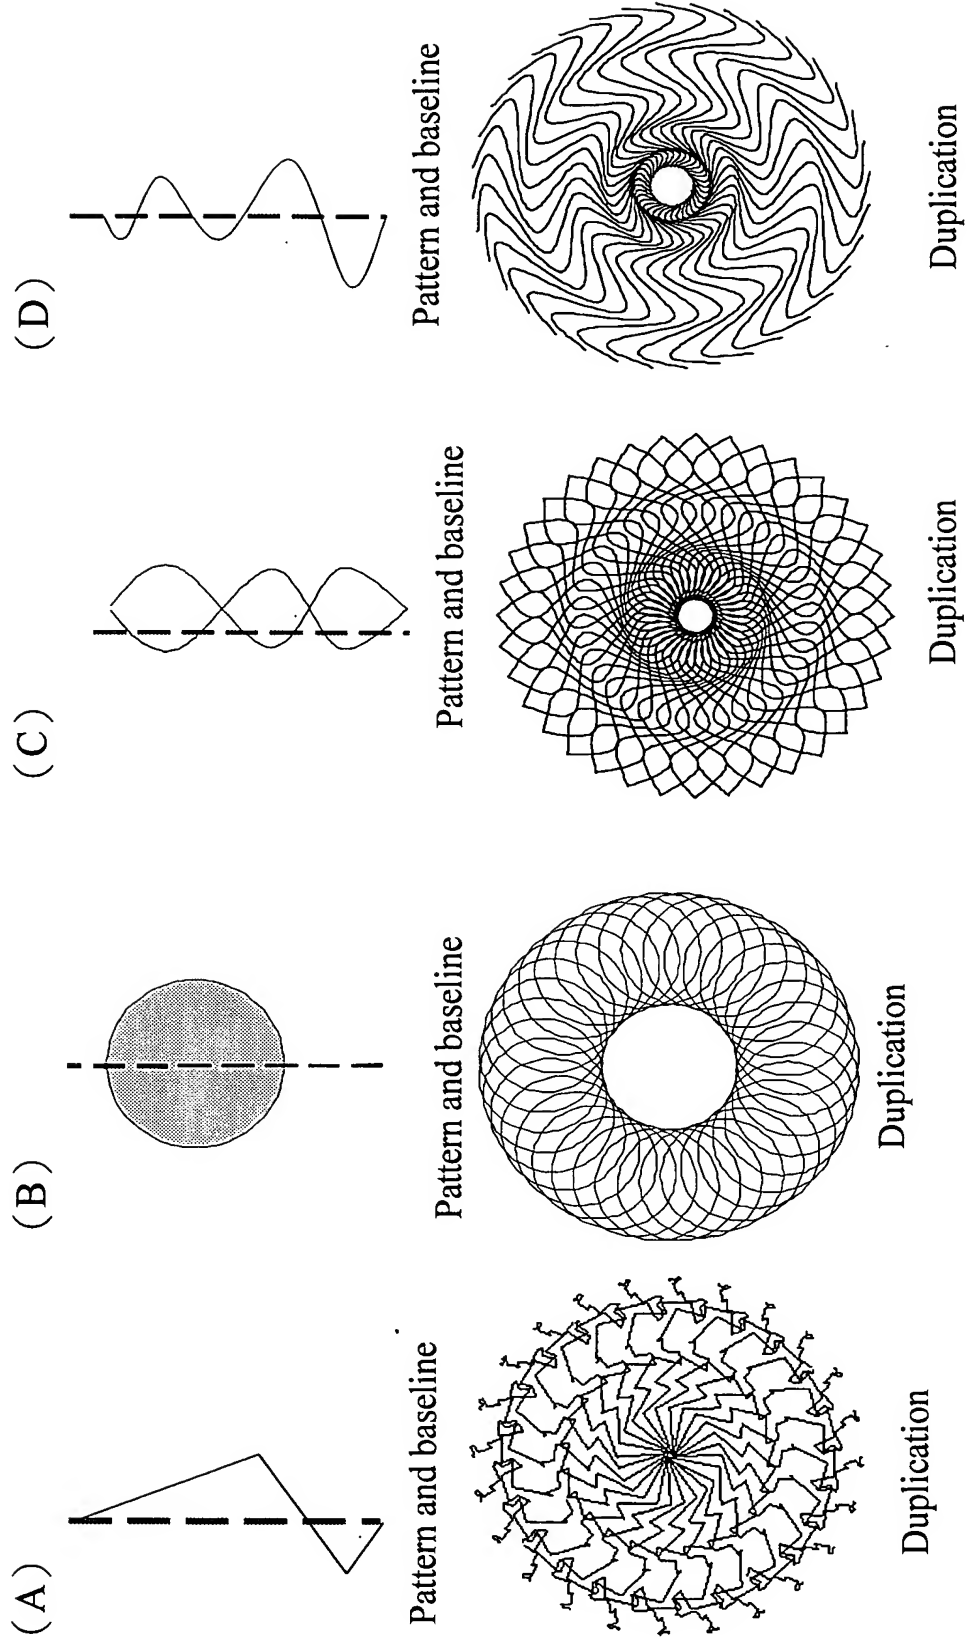 (A)
Pattern and baseline
Duplication
(B)
Pattern and baseline
Duplication
(C)
Pattern and baseline
Duplication
(D)
Pattern and baseline
Duplication